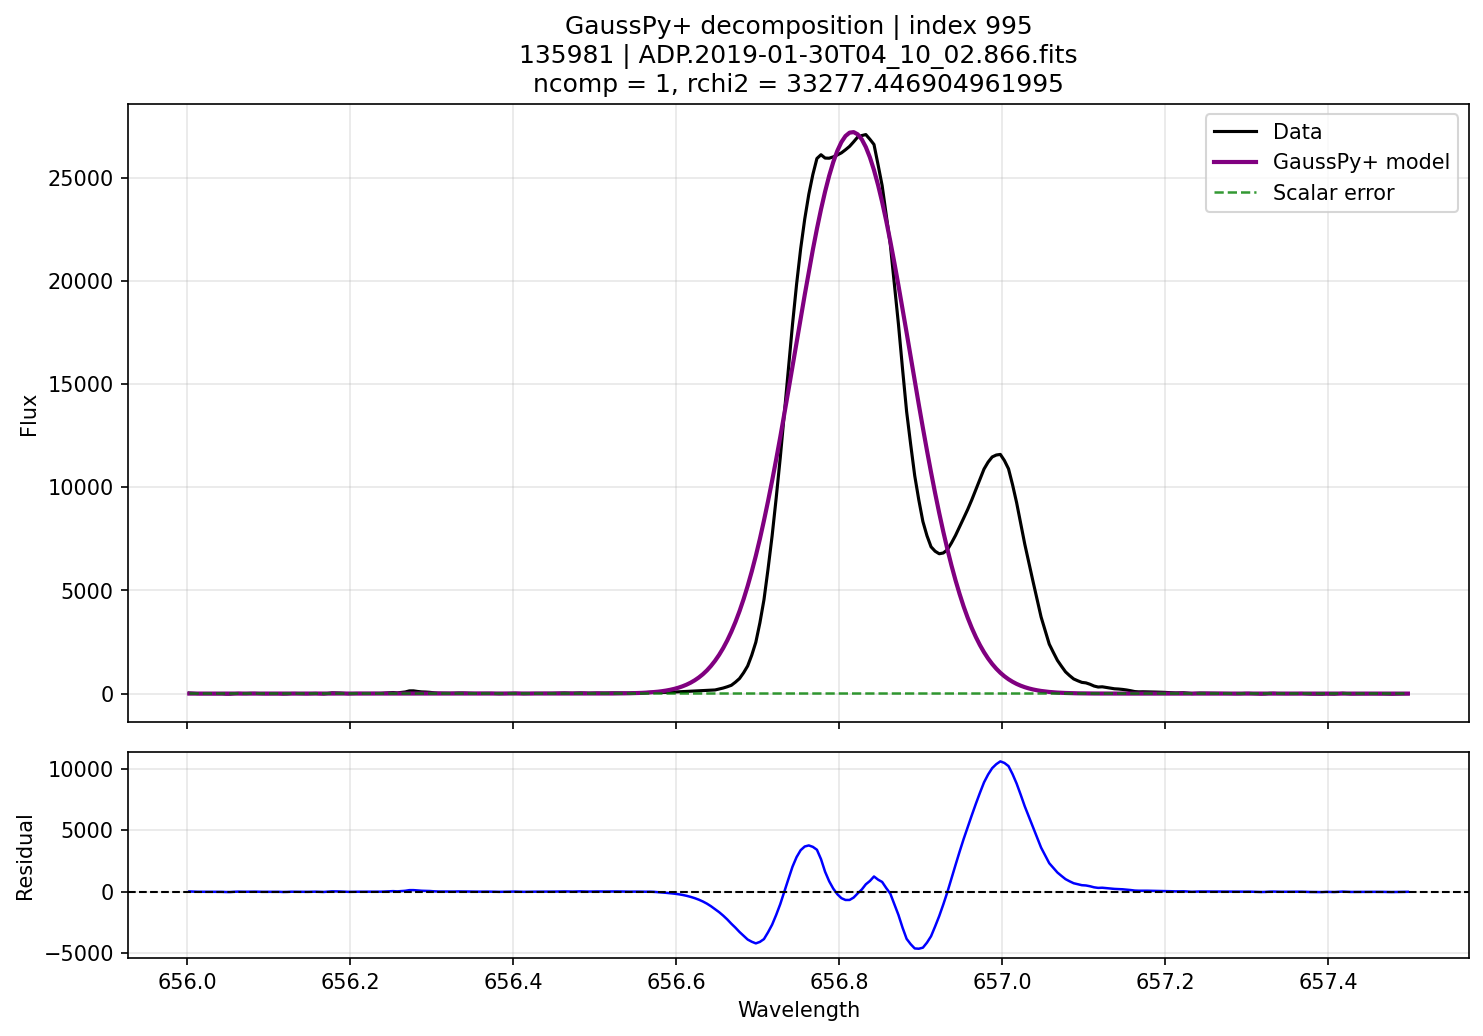 GaussPy+ decomposition | index 995
135981 | ADP.2019-01-30T04_10_02.866.fits
ncomp = 1, rchi2 = 33277.446904961995
Data
GaussPy+ model
Scalar error
Flux
25000
20000
15000
10000
5000
0
Residual
10000
5000
0
−5000
656.0
656.2
656.4
656.6
656.8
657.0
657.2
657.4
Wavelength